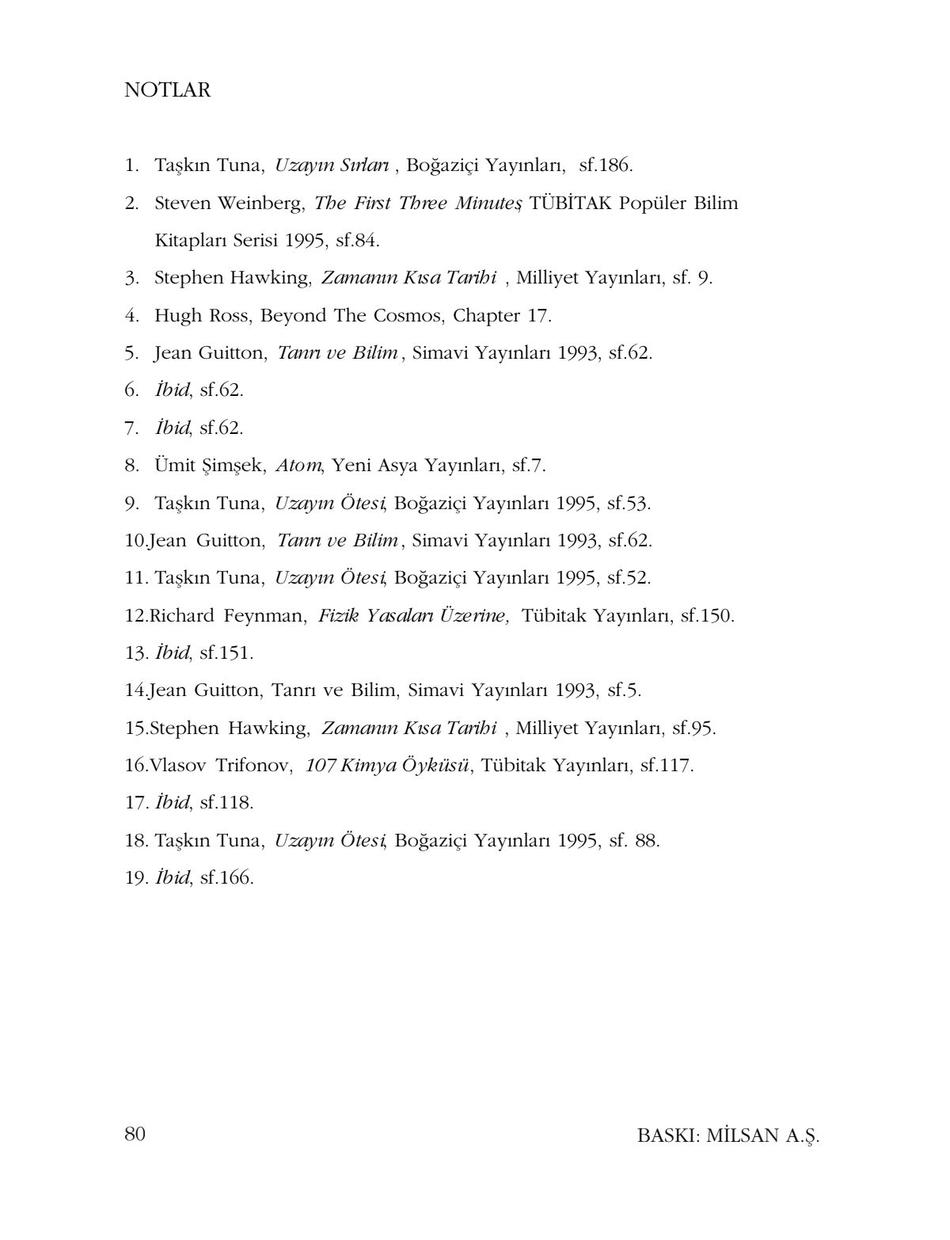 NOTLAR
1. Taşkın Tuna, Uzayın Sırları , Boğaziçi Yayınları, sf.186.
2. Steven Weinberg, The First Three Minutes, TÜBİTAK Popüler Bilim
Kitapları Serisi 1995, sf.84.
3. Stephen Hawking, Zamanın Kısa Tarihi , Milliyet Yayınları, sf. 9.
4. Hugh Ross, Beyond The Cosmos, Chapter 17.
5. Jean Guitton, Tanrı ve Bilim, Simavi Yayınları 1993, sf.62.
6. İbid, sf.62.
7. İbid, sf.62.
8. Ümit Şimşek, Atom, Yeni Asya Yayınları, sf.7.
9. Taşkın Tuna, Uzayın Ötesi, Boğaziçi Yayınları 1995, sf.53.
10.Jean Guitton, Tanrı ve Bilim, Simavi Yayınları 1993, sf.62.
11. Taşkın Tuna, Uzayın Ötesi, Boğaziçi Yayınları 1995, sf.52.
12.Richard Feynman, Fizik Yasaları Üzerine, Tübitak Yayınları, sf.150.
13. İbid, sf.151.
14.Jean Guitton, Tanrı ve Bilim, Simavi Yayınları 1993, sf.5.
15.Stephen Hawking, Zamanın Kısa Tarihi , Milliyet Yayınları, sf.95.
16.Vlasov Trifonov, 107 Kimya Öyküsü, Tübitak Yayınları, sf.117.
17. İbid, sf.118.
18. Taşkın Tuna, Uzayın Ötesi, Boğaziçi Yayınları 1995, sf. 88.
19. İbid, sf.166.
80
BASKI: MİLSAN A.Ş.